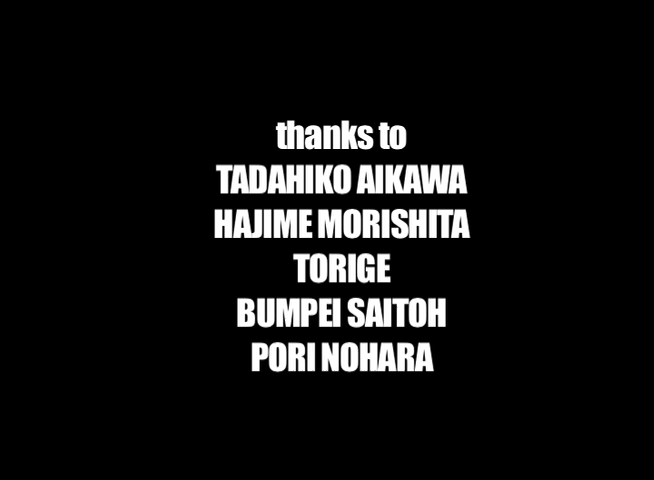 thanks to
TADAHIKO AIKAWA
HAJIME MORISHITA
TORIGE
BUMPEI SAITOH
PORI NOHARA